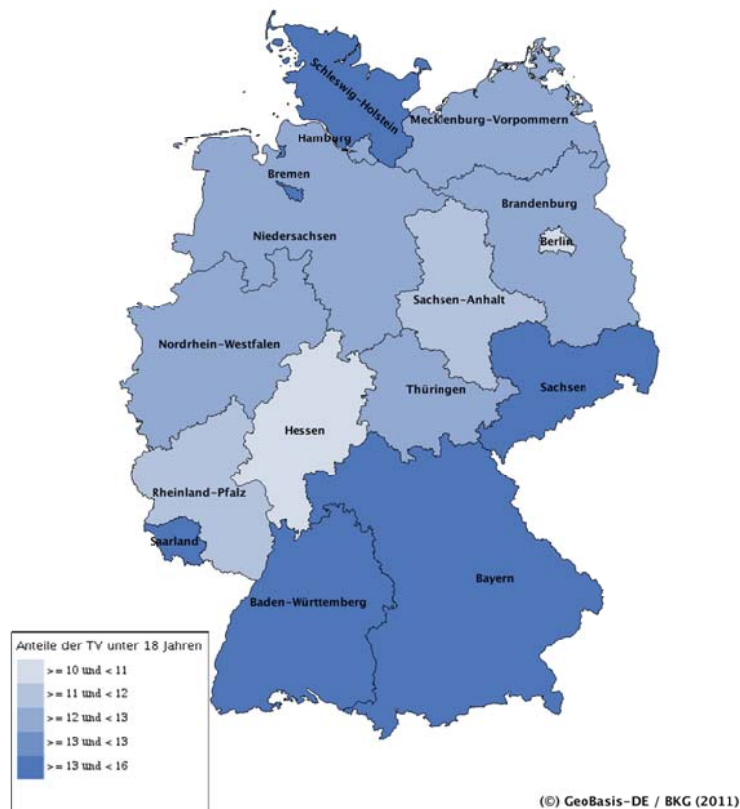 Schleswig-Holstein
Mecklenburg-Vorpommern
Hamburg
Bremen
Brandenburg
Niedersachsen
Berlin
Sachsen-Anhalt
Nordrhein-Westfalen
Thüringen
Sachsen
Hessen
Rheinland-Pfalz
Saarland
Bayern
Baden-Württemberg
Anteile der TV unter 18 Jahren
>= 10 und < 11
>= 11 und < 12
>= 12 und < 13
>= 13 und < 13
>= 13 und < 16
(©) GeoBasis-DE / BKG (2011)